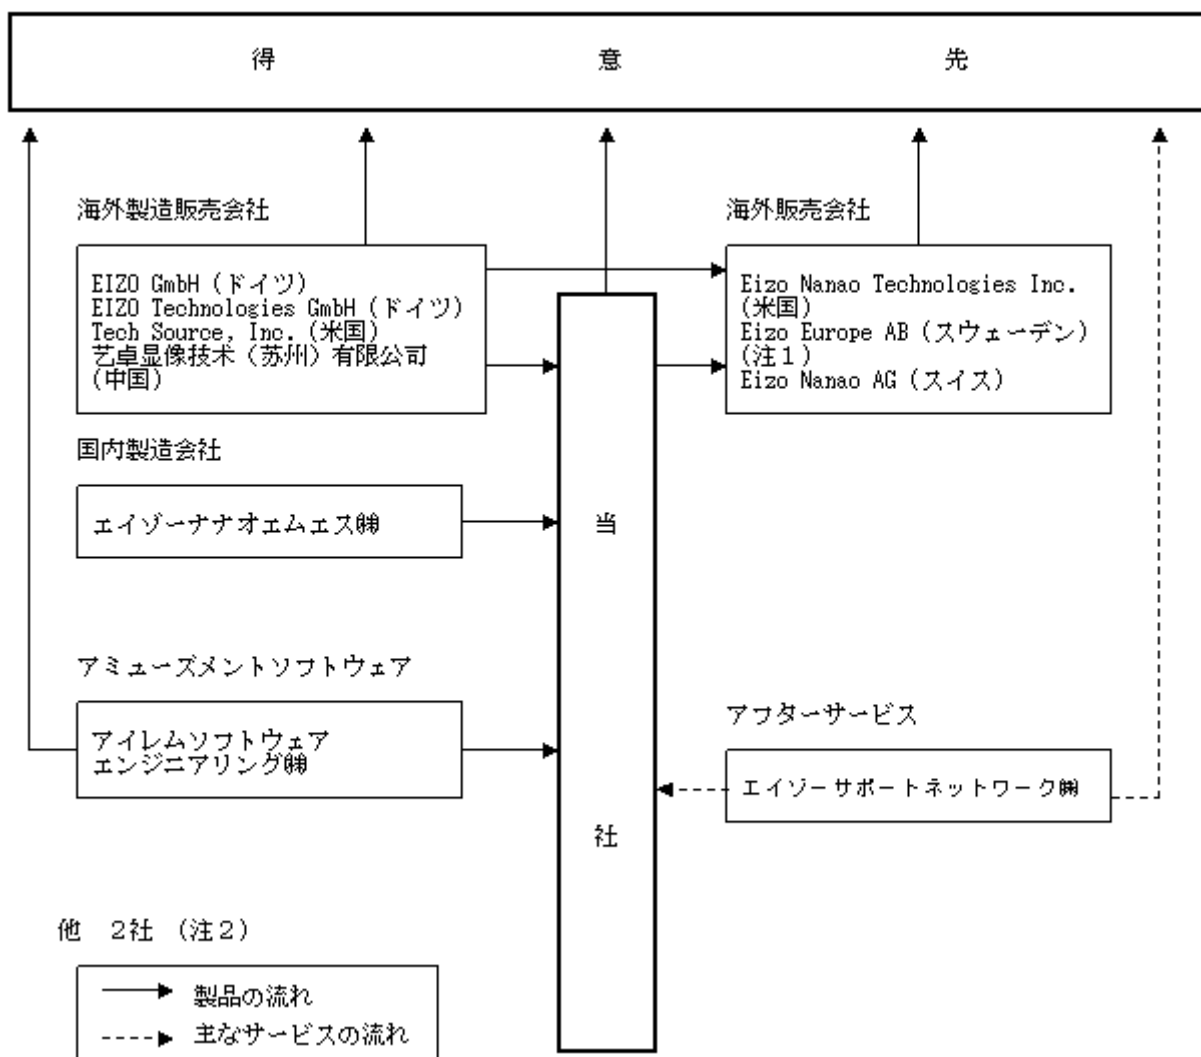 得 意 先
海外製造販売会社
EIZO GmbH (ドイツ)
EIZO Technologies GmbH (ドイツ)
Tech Source, Inc. (米国)
艺卓显像技术（苏州）有限公司
(中国)
海外販売会社
Eizo Nanao Technologies Inc.
(米国)
Eizo Europe AB (スウェーデン)
(注１)
Eizo Nanao AG (スイス)
国内製造会社
エイゾーナナオエムエス㈱
当
社
アミューズメントソフトウェア
アイレムソフトウェア
エンジニアリング㈱
アフターサービス
エイゾーサポートネットワーク㈱
他 ２社 (注２)
製品の流れ
主なサービスの流れ